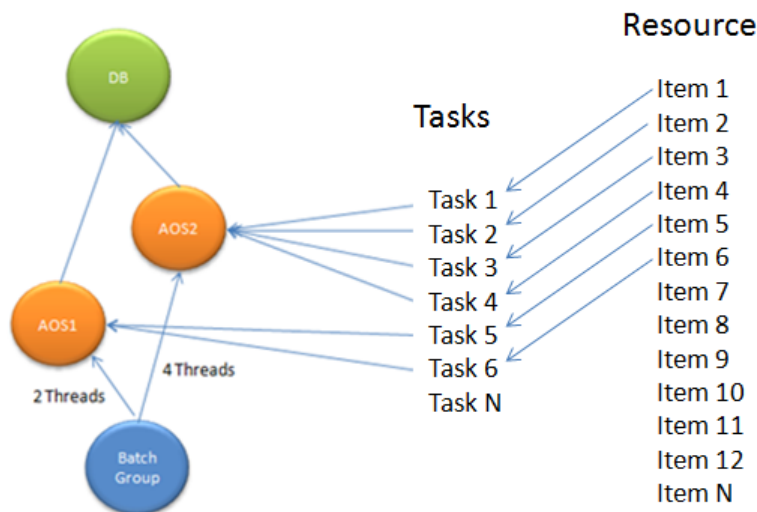 Resource
DB
Tasks
Item 1
Item 2
Item 3
Item 4
Item 5
Item 6
Item 7
Item 8
Item 9
Item 10
Item 11
Item 12
Item N
Task 1
Task 2
Task 3
Task 4
Task 5
Task 6
Task N
AOS2
AOS1
4 Threads
2 Threads
Batch
Group